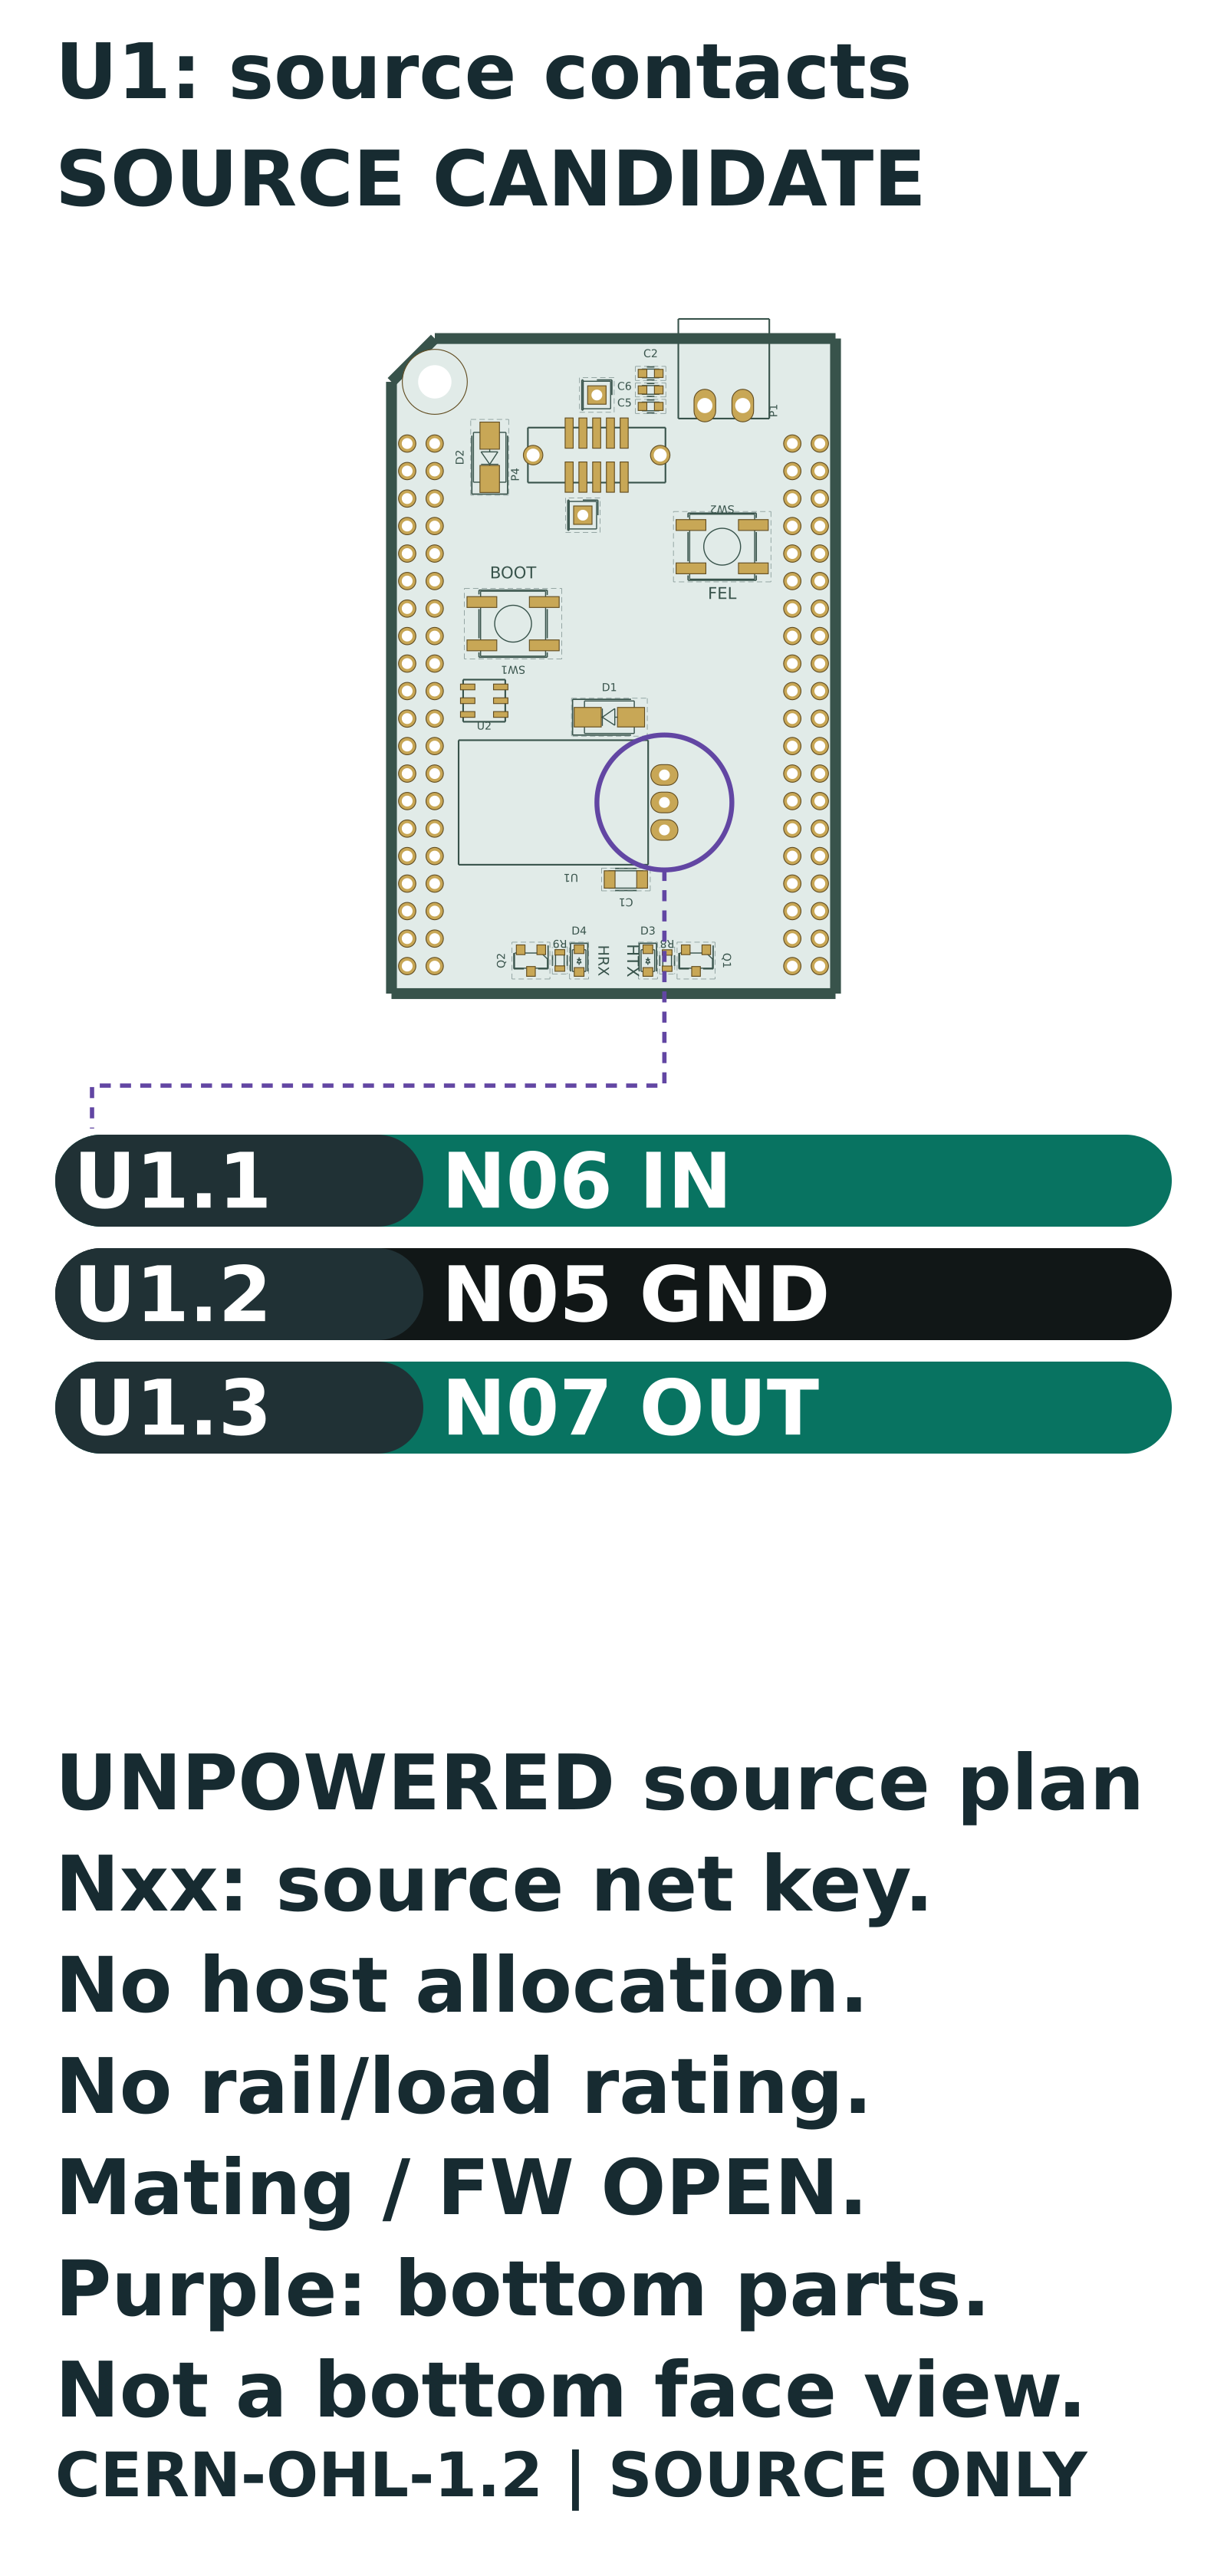 U1: source contacts
SOURCE CANDIDATE
C2
C6
C5
P1
D2
P4
SW2
BOOT
FEL
SW1
D1
U2
U1
C1
D4
D3
Q2
R9
HRX
HTX
R8
Q1
U1.1 N06 IN
U1.2 N05 GND
U1.3 N07 OUT
UNPOWERED source plan
Nxx: source net key.
No host allocation.
No rail/load rating.
Mating / FW OPEN.
Purple: bottom parts.
Not a bottom face view.
CERN-OHL-1.2 | SOURCE ONLY